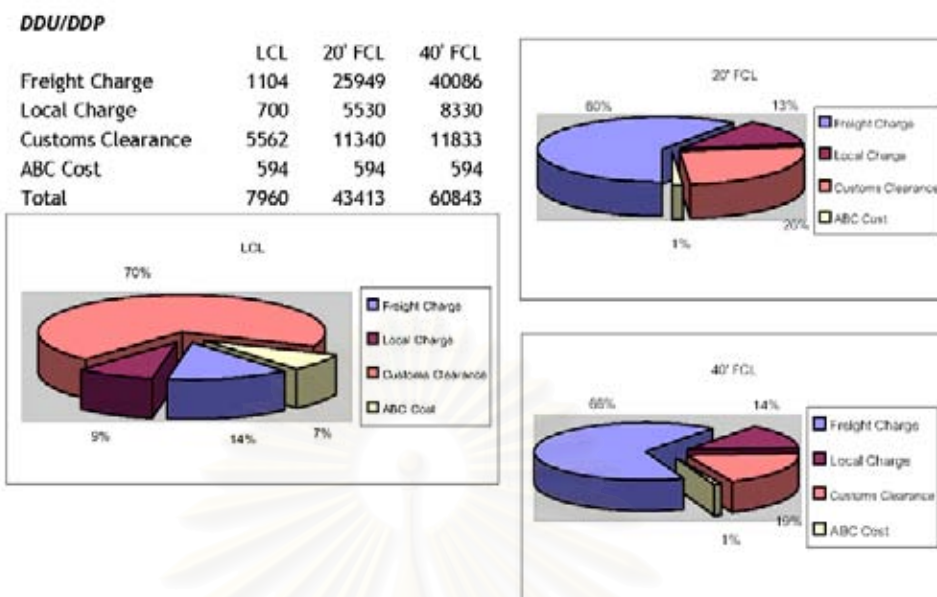 DDU/DDP
LCL 20' FCL 40' FCL
Freight Charge 1104 25949 40086
Local Charge 700 5530 8330
Customs Clearance 5562 11340 11833
ABC Cost 594 594 594
Total 7960 43413 60843
LCL
70%
9%
14%
7%
Freight Charge
Local Charge
Customs Clearance
ABC Cost
20' FCL
60%
13%
26%
1%
Freight Charge
Local Charge
Customs Clearance
ABC Cost
40' FCL
66%
14%
19%
1%
Freight Charge
Local Charge
Customs Clearance
ABC Cost